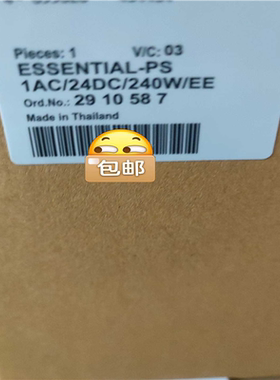 Pieces: 1 V/C: 03
ESSENTIAL-PS
1AC/24DC/240W/EE
Ord.No.: 29 10 58 7
Made in Thailand
包邮